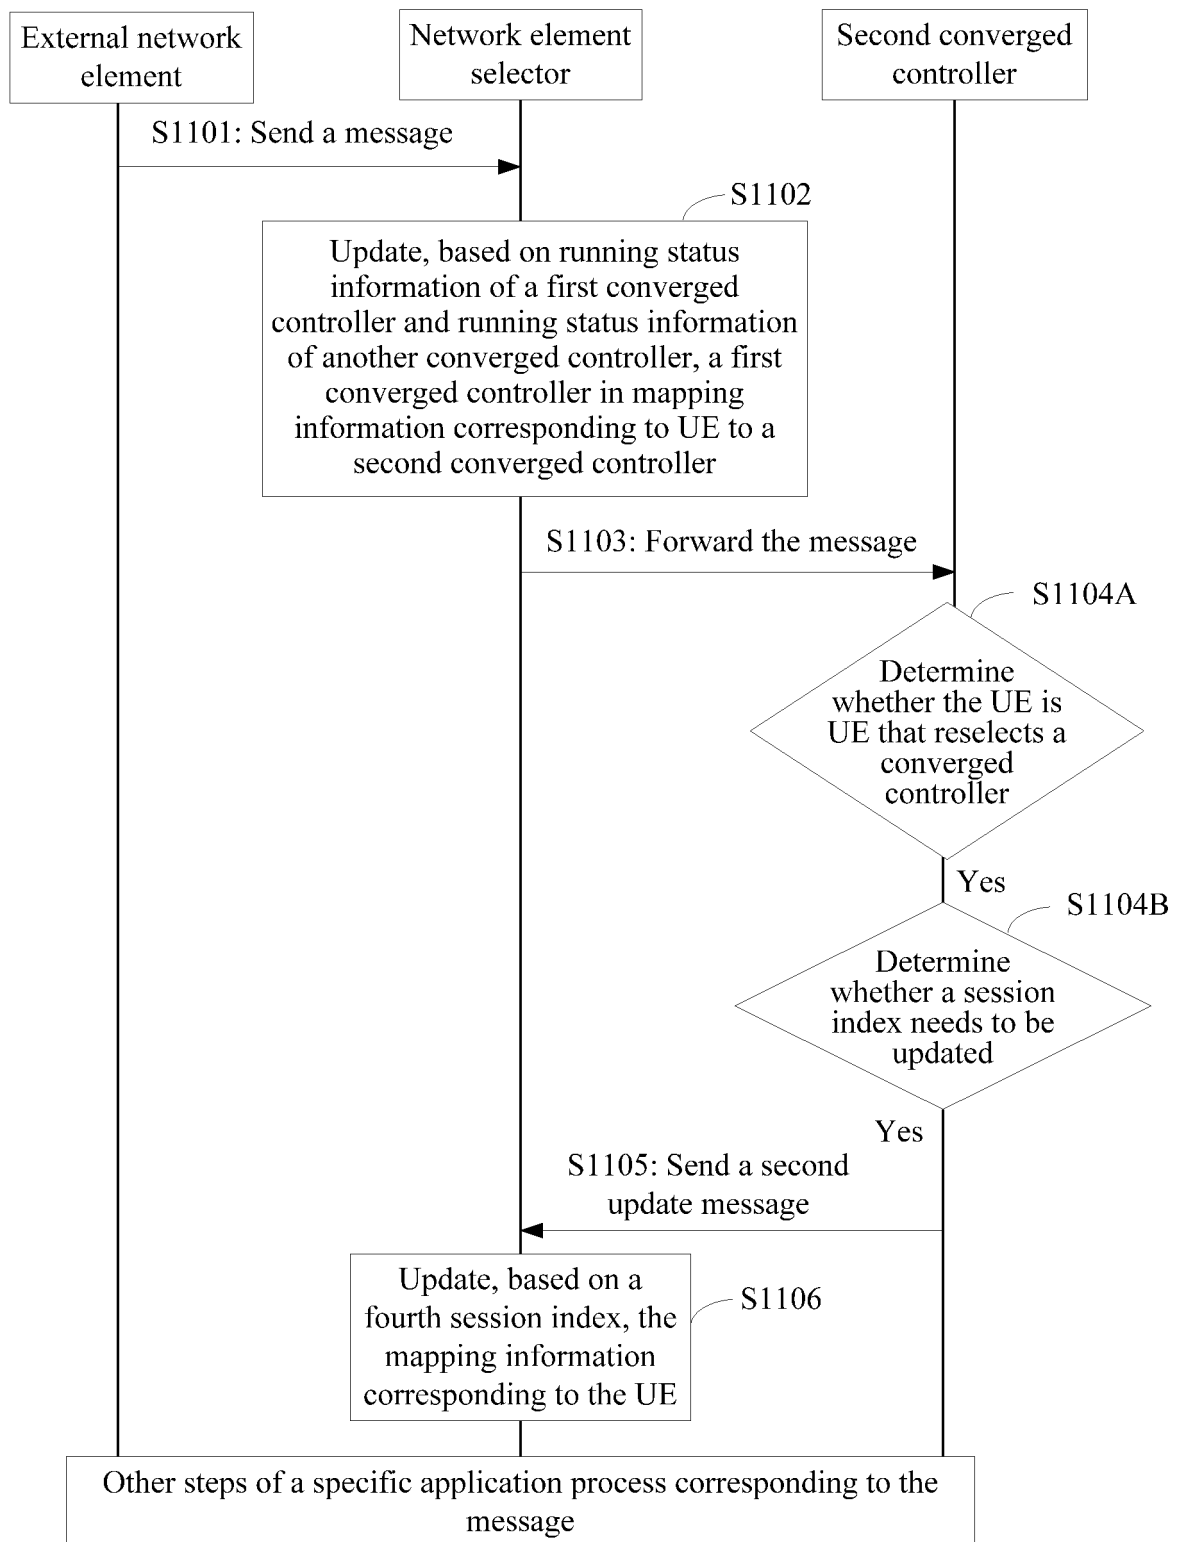 External network
element
Network element
selector
Second converged
controller
S1101: Send a message
S1102
Update, based on running status
information of a first converged
controller and running status information
of another converged controller, a first
converged controller in mapping
information corresponding to UE to a
second converged controller
S1103: Forward the message
S1104A
Determine
whether the UE is
UE that reselects a
converged
controller
Yes
S1104B
Determine
whether a session
index needs to be
updated
Yes
S1105: Send a second
update message
Update, based on a
fourth session index, the
mapping information
corresponding to the UE
S1106
Other steps of a specific application process corresponding to the
message